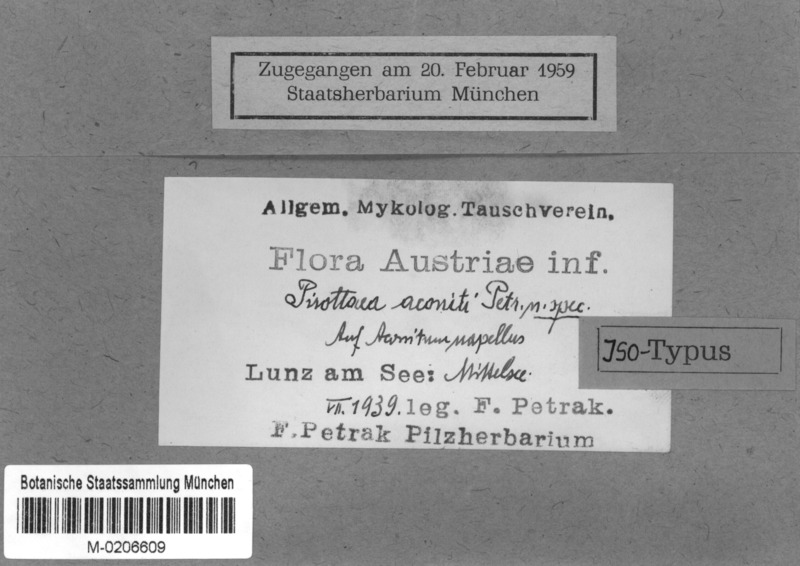 Zugegangen am 20. Februar 1959
Staatsherbarium München
Allgem. Mykolog. Tauschverein.
Flora Austriae inf.
Pirottaea aconiti Petr. n. spec.
Auf Aconitum napellus
Iso-Typus
Lunz am See: Mittelsee.
VII. 1939. leg. F. Petrak.
F. Petrak Pilzherbarium
Botanische Staatssammlung München
M-0206609